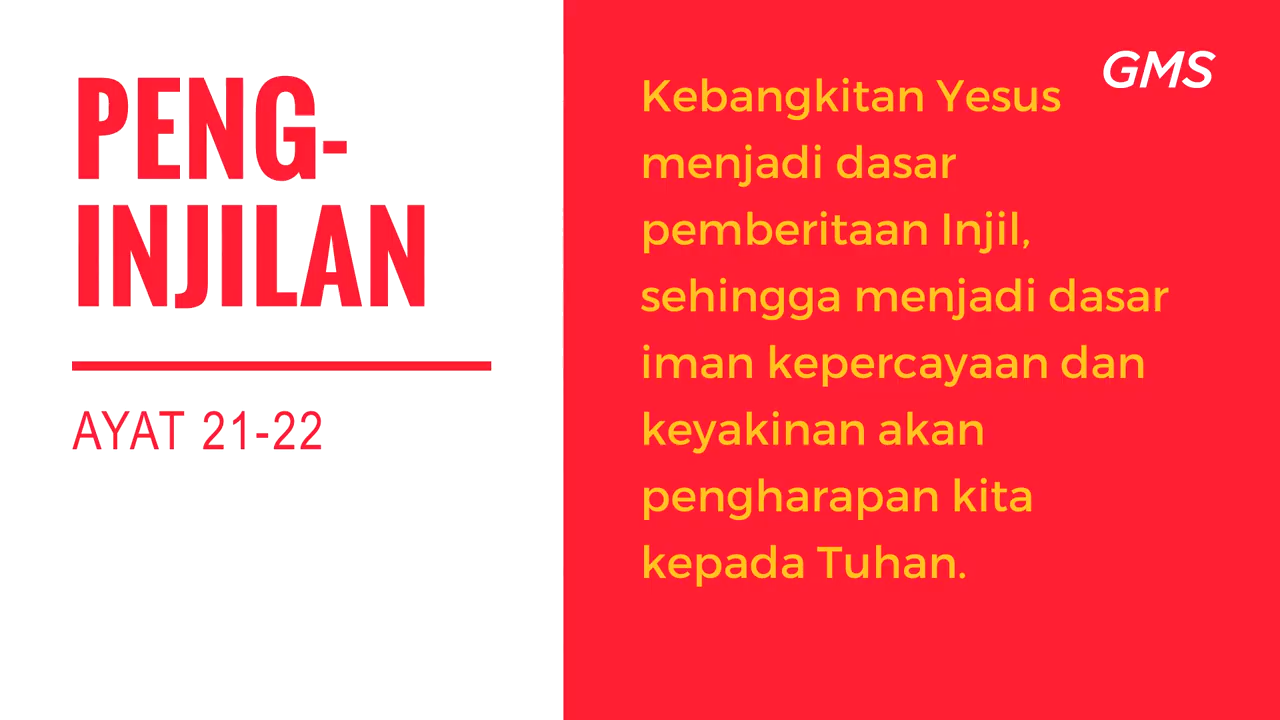 PENG-
INJILAN
AYAT 21-22
GMS
Kebangkitan Yesus
menjadi dasar
pemberitaan Injil,
sehingga menjadi dasar
iman kepercayaan dan
keyakinan akan
pengharapan kita
kepada Tuhan.